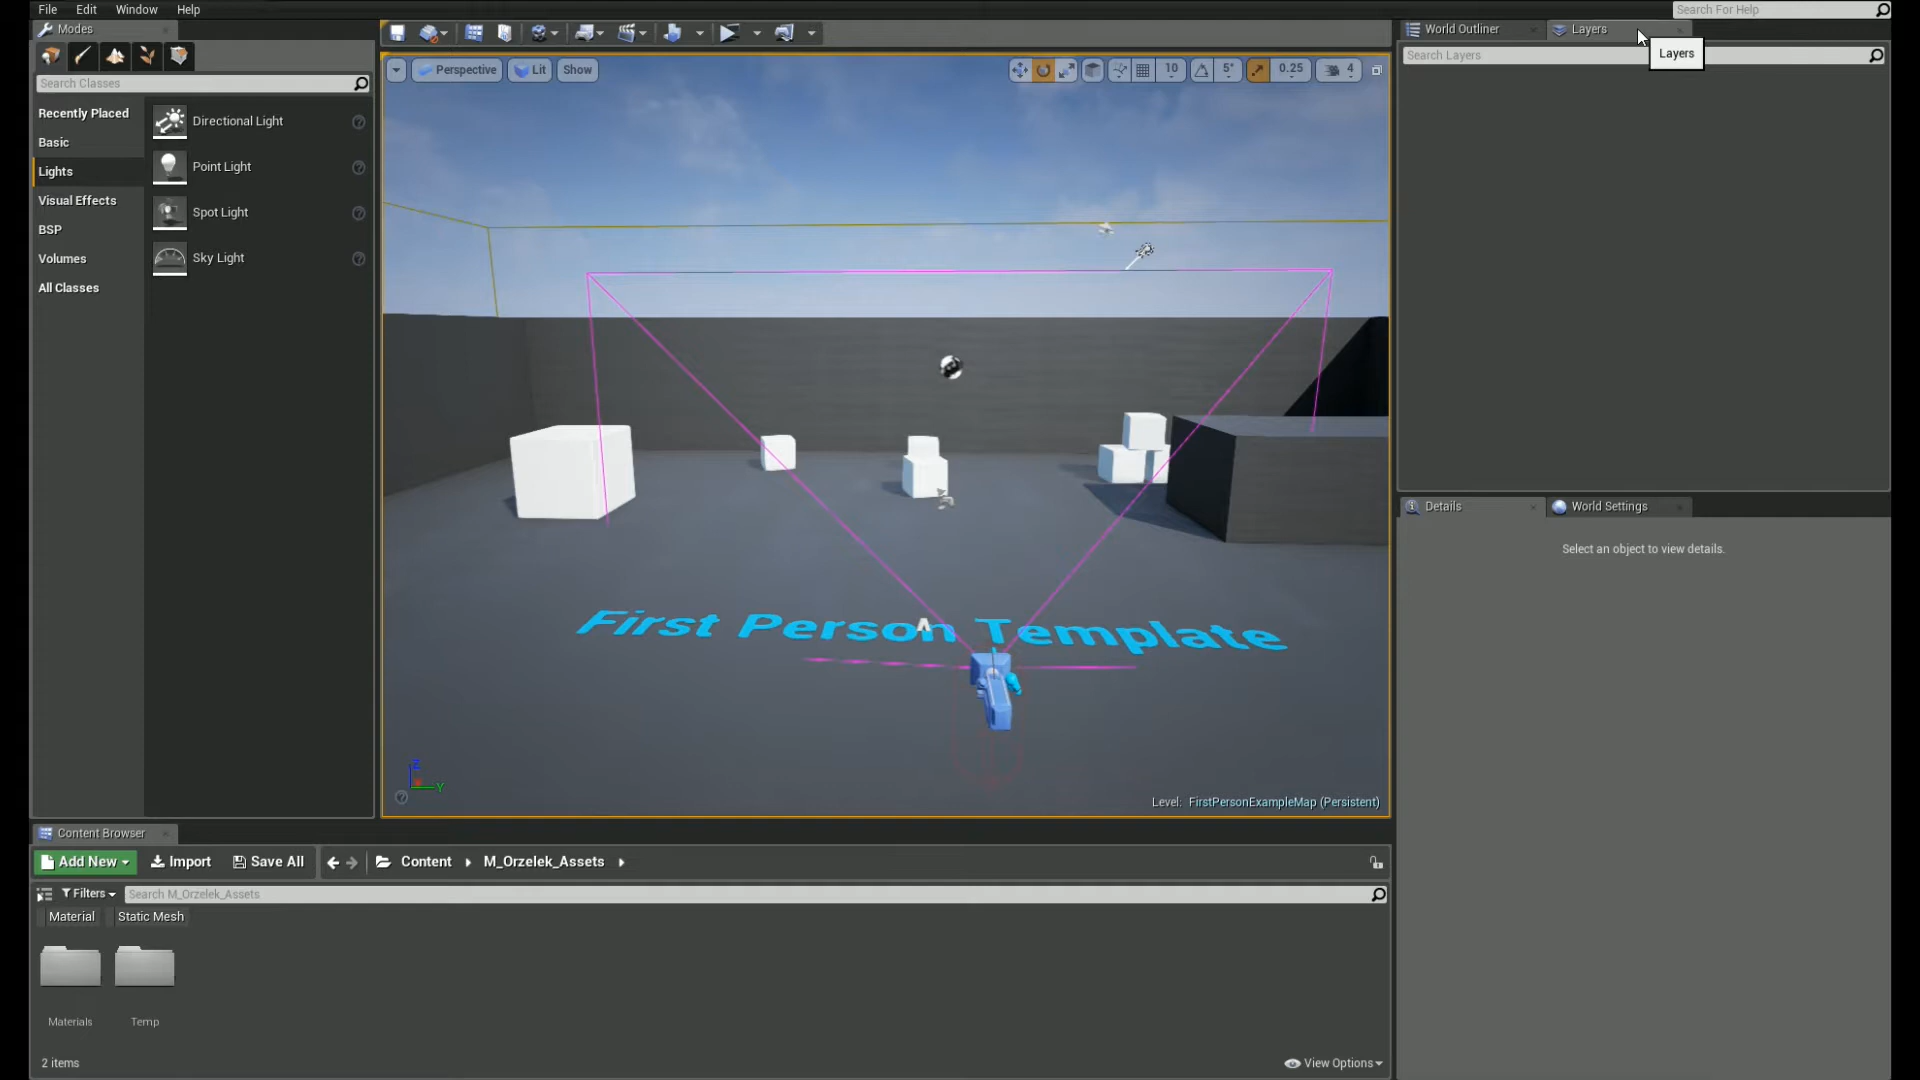 File Edit Window Help
Search For Help
Modes
World Outliner
Layers
Layers
Search Classes
Perspective
Lit
Show
10
5°
0.25
4
Search Layers
Recently Placed
Basic
Lights
Visual Effects
BSP
Volumes
All Classes
Directional Light
Point Light
Spot Light
Sky Light
First Person Template
Z
Y
Level: FirstPersonExampleMap (Persistent)
Details
World Settings
Select an object to view details.
Content Browser
Add New
Import
Save All
Content
M_Orzelek_Assets
Filters
Search M_Orzelek_Assets
Material
Static Mesh
Materials
Temp
2 items
View Options